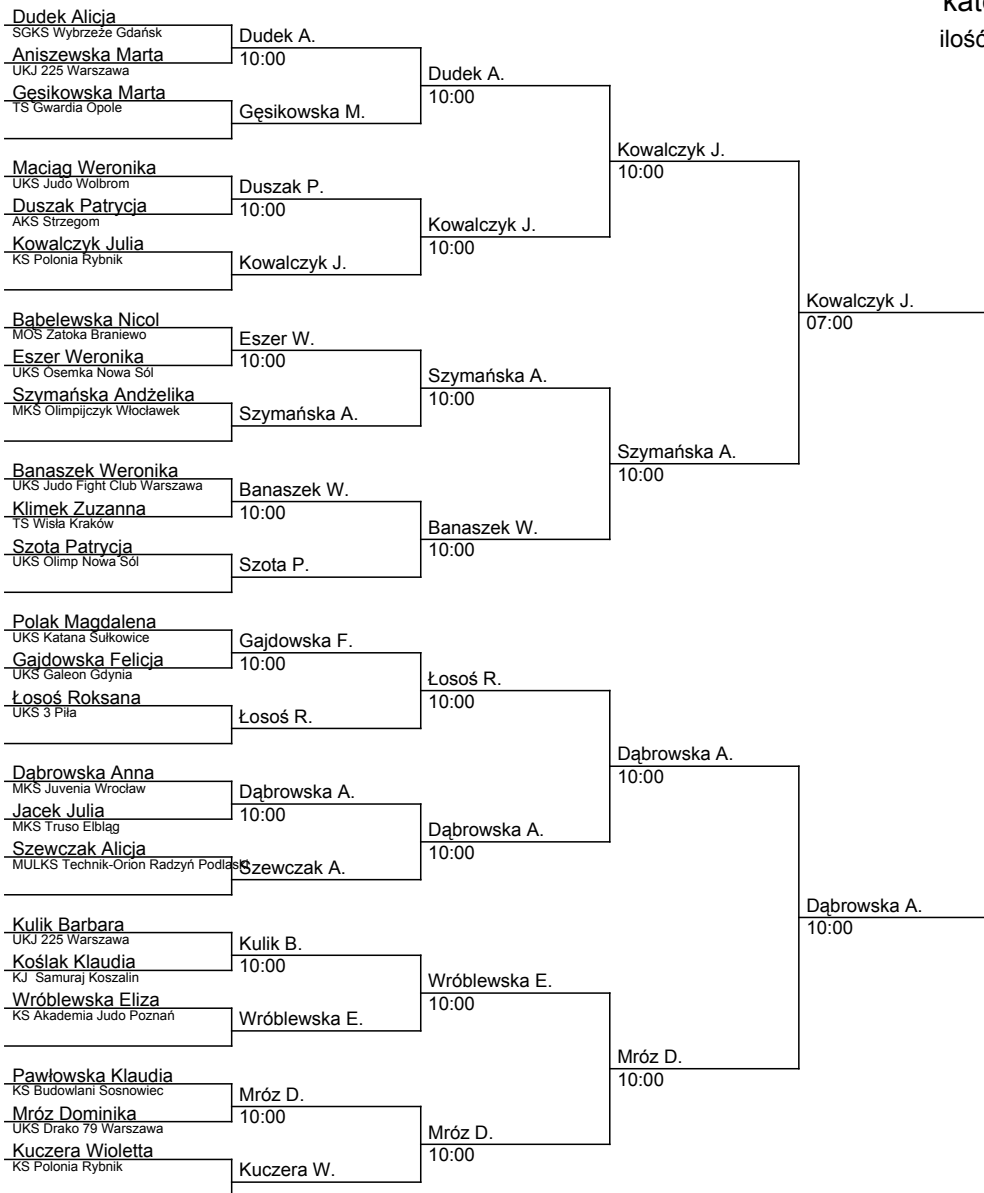 kate
ilość
Dudek Alicja
SGKS Wybrzeże Gdańsk
Aniszewska Marta
UKJ 225 Warszawa
Gęsikowska Marta
TS Gwardia Opole
Maciąg Weronika
UKS Judo Wolbrom
Duszak Patrycja
AKS Strzegom
Kowalczyk Julia
KS Polonia Rybnik
Bąbelewska Nicol
MOS Zatoka Braniewo
Eszer Weronika
UKS Ósemka Nowa Sól
Szymańska Andżelika
MKS Olimpijczyk Włocławek
Banaszek Weronika
UKS Judo Fight Club Warszawa
Klimek Zuzanna
TS Wisła Kraków
Szota Patrycja
UKS Olimp Nowa Sól
Polak Magdalena
UKS Katana Sułkowice
Gajdowska Felicja
UKS Galeon Gdynia
Łosoś Roksana
UKS 3 Piła
Dąbrowska Anna
MKS Juvenia Wrocław
Jacek Julia
MKS Truso Elbląg
Szewczak Alicja
MULKS Technik-Orion Radzyń Podlaski
Kulik Barbara
UKJ 225 Warszawa
Koślak Klaudia
KJ  Samuraj Koszalin
Wróblewska Eliza
KS Akademia Judo Poznań
Pawłowska Klaudia
KS Budowlani Sosnowiec
Mróz Dominika
UKS Drako 79 Warszawa
Kuczera Wioletta
KS Polonia Rybnik
Dudek A.
10:00
Gęsikowska M.
Duszak P.
10:00
Kowalczyk J.
Eszer W.
10:00
Szymańska A.
Banaszek W.
10:00
Szota P.
Gajdowska F.
10:00
Łosoś R.
Dąbrowska A.
10:00
Szewczak A.
Kulik B.
10:00
Wróblewska E.
Mróz D.
10:00
Kuczera W.
Dudek A.
10:00
Kowalczyk J.
10:00
Szymańska A.
10:00
Banaszek W.
10:00
Łosoś R.
10:00
Dąbrowska A.
10:00
Wróblewska E.
10:00
Mróz D.
10:00
Kowalczyk J.
10:00
Szymańska A.
10:00
Dąbrowska A.
10:00
Mróz D.
10:00
Kowalczyk J.
07:00
Dąbrowska A.
10:00